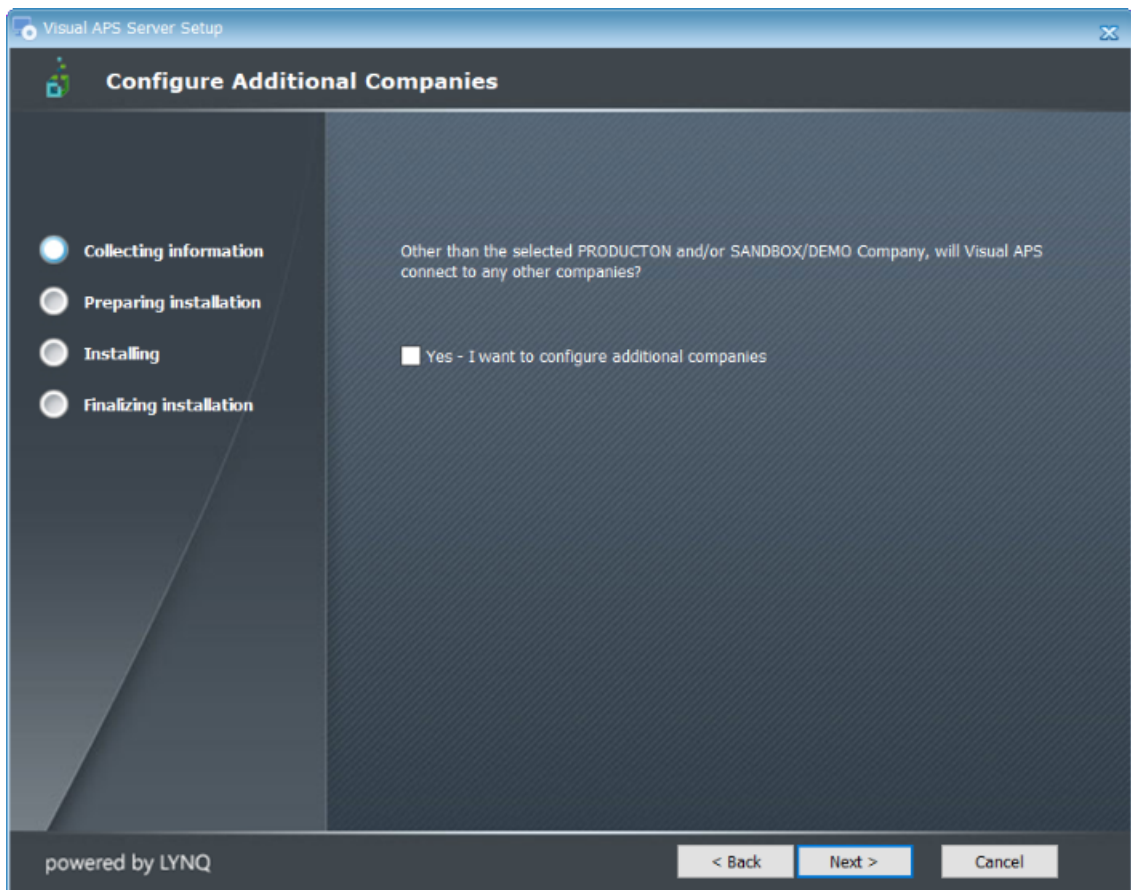 Visual APS Server Setup
Configure Additional Companies
Collecting information
Preparing installation
Installing
Finalizing installation
Other than the selected PRODUCTON and/or SANDBOX/DEMO Company, will Visual APS
connect to any other companies?
Yes - I want to configure additional companies
powered by LYNQ
< Back
Next >
Cancel